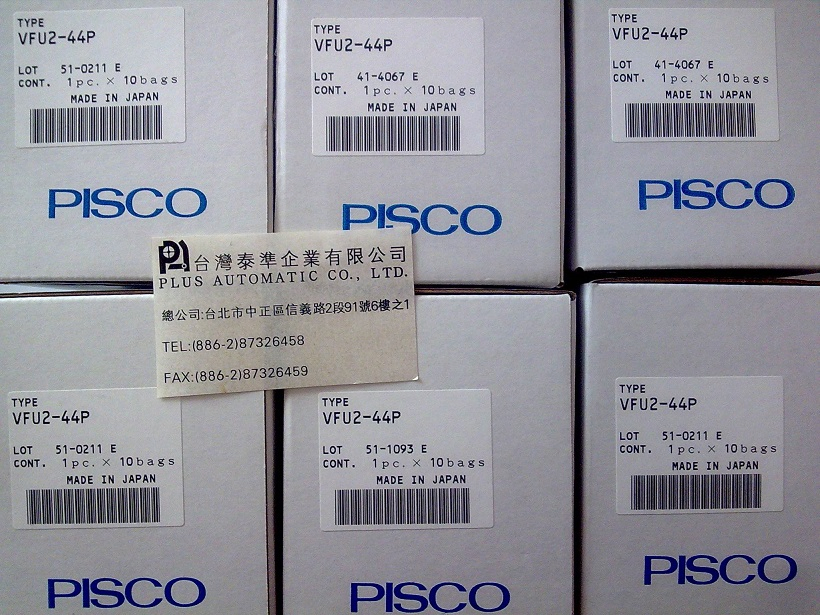 TYPE
VFU2-44P
LOT 51-0211 E
CONT. 1pc. × 10bags
MADE IN JAPAN
PISCO
TYPE
VFU2-44P
LOT 41-4067 E
CONT. 1pc. × 10bags
MADE IN JAPAN
PISCO
TYPE
VFU2-44P
LOT 41-4067 E
CONT. 1pc. × 10bags
MADE IN JAPAN
PISCO
台灣泰準企業有限公司
PLUS AUTOMATIC CO., LTD.
總公司:台北市中正區信義路2段91號6樓之1
TEL:(886-2)87326458
FAX:(886-2)87326459
TYPE
VFU2-44P
LOT 51-0211 E
CONT. 1pc. × 10bags
MADE IN JAPAN
PISCO
TYPE
VFU2-44P
LOT 51-1093 E
CONT. 1pc. × 10bags
MADE IN JAPAN
PISCO
TYPE
VFU2-44P
LOT 51-0211 E
CONT. 1pc. × 10bags
MADE IN JAPAN
PISCO